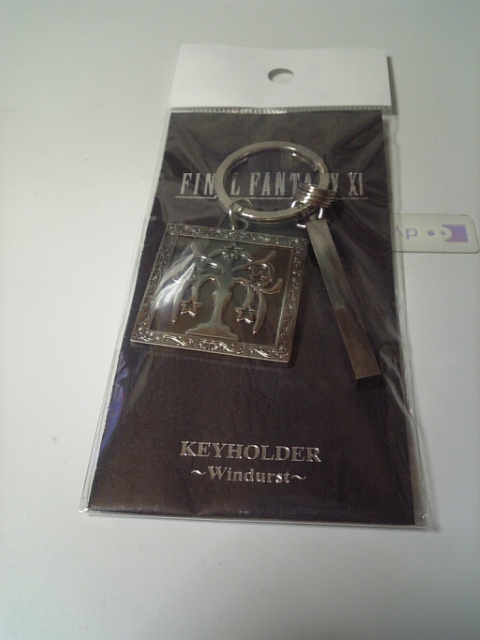 FINAL FANTASY XI
KEYHOLDER
~Windurst~